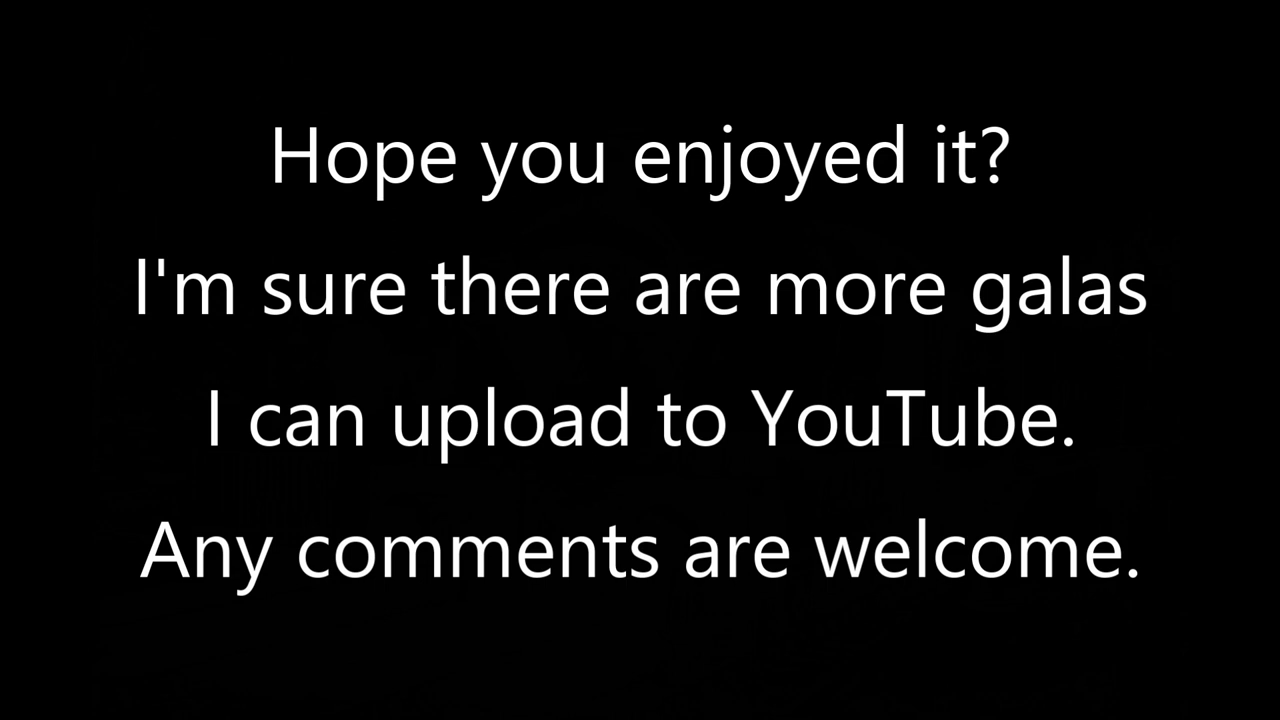 Hope you enjoyed it?
I'm sure there are more galas
I can upload to YouTube.
Any comments are welcome.